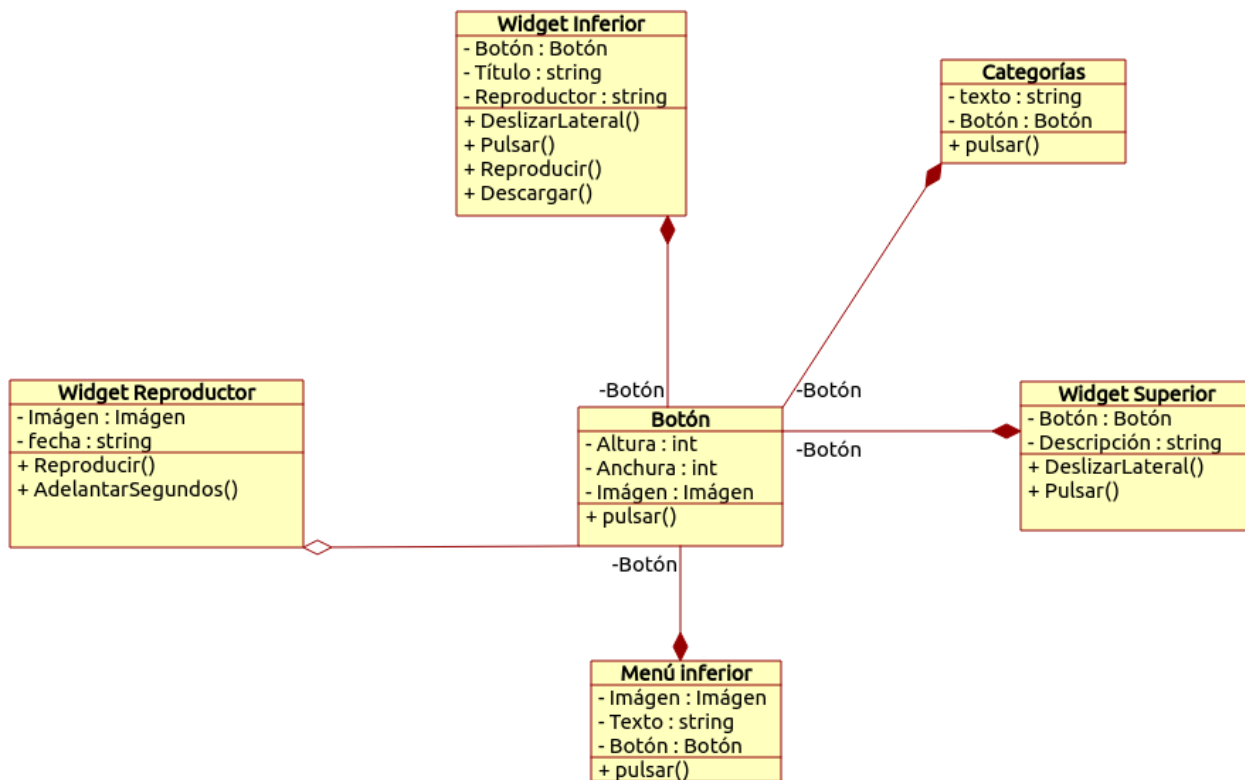 Widget Inferior
- Botón : Botón
- Título : string
- Reproductor : string
+ DeslizarLateral()
+ Pulsar()
+ Reproducir()
+ Descargar()
Categorías
- texto : string
- Botón : Botón
+ pulsar()
Widget Reproductor
- Imágen : Imágen
- fecha : string
+ Reproducir()
+ AdelantarSegundos()
-Botón
-Botón
Botón
- Altura : int
- Anchura : int
- Imágen : Imágen
+ pulsar()
-Botón
Widget Superior
- Botón : Botón
- Descripción : string
+ DeslizarLateral()
+ Pulsar()
-Botón
Menú inferior
- Imágen : Imágen
- Texto : string
- Botón : Botón
+ pulsar()